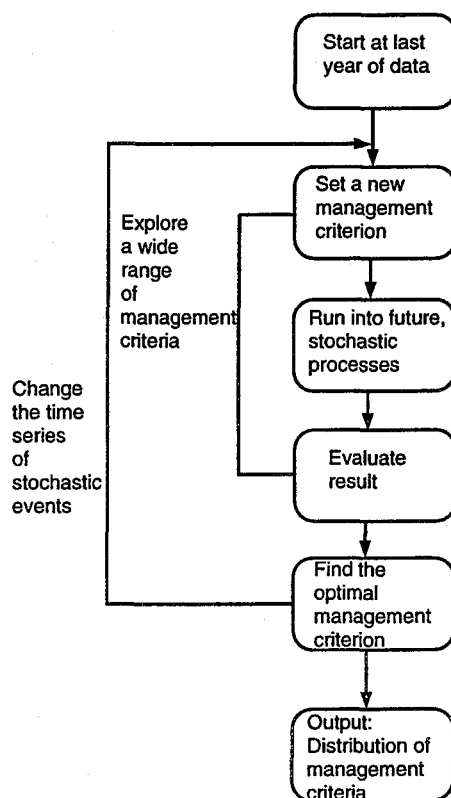 Start at last
year of data
Set a new
management
criterion
Explore
a wide
range
of
management
criteria
Run into future,
stochastic
processes
Change
the time
series
of
stochastic
events
Evaluate
result
Find the
optimal
management
criterion
Output:
Distribution of
management
criteria